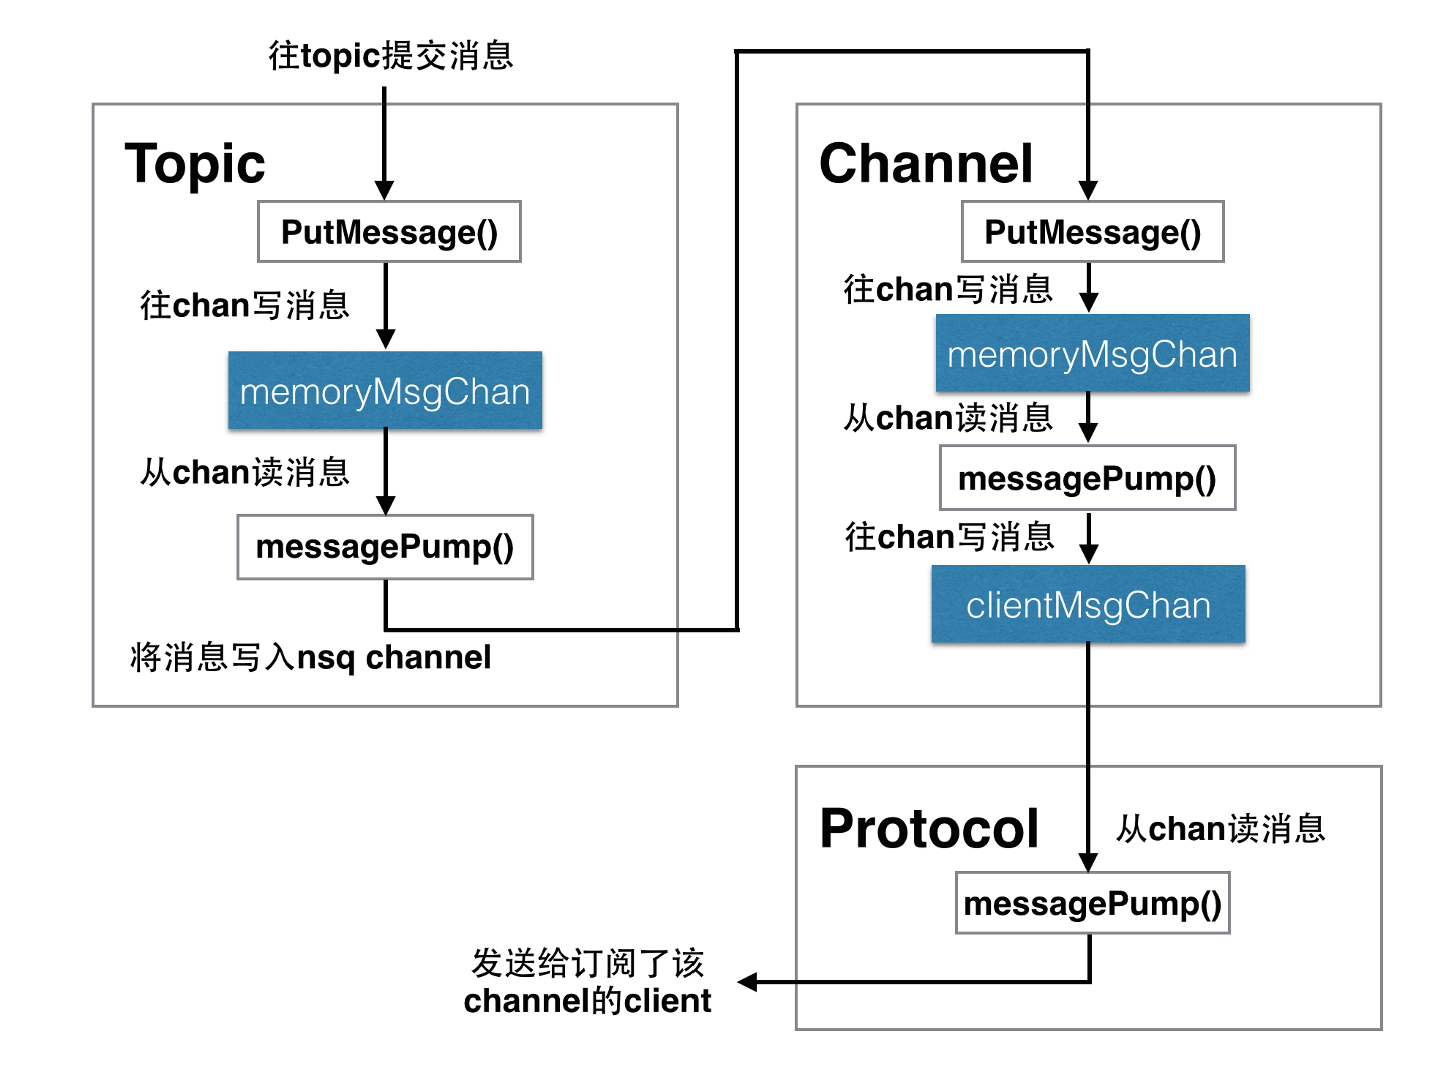 往topic提交消息
Topic
PutMessage()
往chan写消息
memoryMsgChan
从chan读消息
messagePump()
将消息写入nsq channel
Channel
PutMessage()
往chan写消息
memoryMsgChan
从chan读消息
messagePump()
往chan写消息
clientMsgChan
Protocol
从chan读消息
messagePump()
发送给订阅了该
channel的client